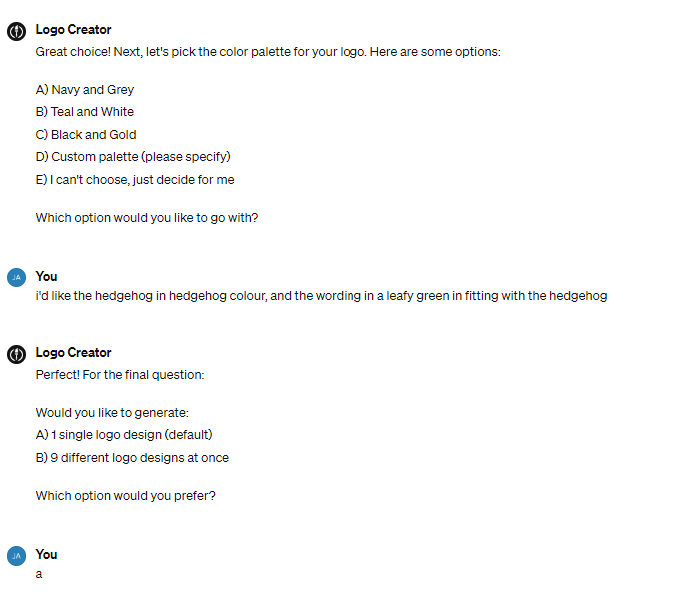 Logo Creator
Great choice! Next, let's pick the color palette for your logo. Here are some options:
A) Navy and Grey
B) Teal and White
C) Black and Gold
D) Custom palette (please specify)
E) I can't choose, just decide for me
Which option would you like to go with?
JA
You
i'd like the hedgehog in hedgehog colour, and the wording in a leafy green in fitting with the hedgehog
Logo Creator
Perfect! For the final question:
Would you like to generate:
A) 1 single logo design (default)
B) 9 different logo designs at once
Which option would you prefer?
JA
You
a